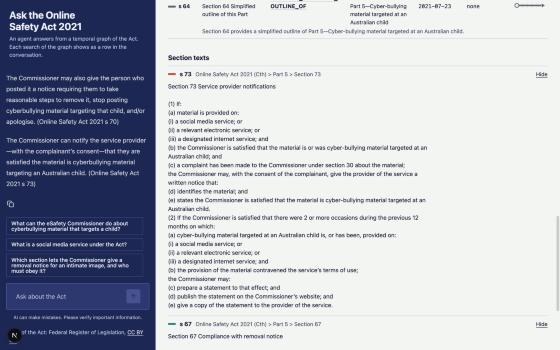 Ask the Online
Safety Act 2021
An agent answers from a temporal graph of the Act.
Each search of the graph shows as a row in the
conversation.
The Commissioner may also give the person who
posted it a notice requiring them to take
reasonable steps to remove it, stop posting
cyberbullying material targeting that child, and/or
apologise. (Online Safety Act 2021 s 70)
The Commissioner can notify the service provider
—with the complainant's consent—that they are
satisfied the material is cyberbullying material
targeting an Australian child. (Online Safety Act
2021 s 73)
What can the eSafety Commissioner do about
cyberbullying material that targets a child?
What is a social media service under the Act?
Which section lets the Commissioner give a
removal notice for an intimate image, and who
must obey it?
Ask about the Act
AI can make mistakes. Please verify important information.
N
of the Act: Federal Register of Legislation, CC BY
s 64
Section 64 Simplified
outline of this Part
OUTLINE_OF
Part 5—Cyber-bullying
material targeted at an
Australian child
2021-07-23
none
Section 64 provides a simplified outline of Part 5—Cyber-bullying material targeted at an Australian child.
Section texts
s 73 Online Safety Act 2021 (Cth) > Part 5 > Section 73
Hide
Section 73 Service provider notifications
(1) If:
(a) material is provided on:
(i) a social media service; or
(ii) a relevant electronic service; or
(iii) a designated internet service; and
(b) the Commissioner is satisfied that the material is or was cyber-bullying material targeted at an
Australian child; and
(c) a complaint has been made to the Commissioner under section 30 about the material;
the Commissioner may, with the consent of the complainant, give the provider of the service a
written notice that:
(d) identifies the material; and
(e) states the Commissioner is satisfied that the material is cyber-bullying material targeted at an
Australian child.
(2) If the Commissioner is satisfied that there were 2 or more occasions during the previous 12
months on which:
(a) cyber-bullying material targeted at an Australian child is, or has been, provided on:
(i) a social media service; or
(ii) a relevant electronic service; or
(iii) a designated internet service; and
(b) the provision of the material contravened the service's terms of use;
the Commissioner may:
(c) prepare a statement to that effect; and
(d) publish the statement on the Commissioner's website; and
(e) give a copy of the statement to the provider of the service.
s 67 Online Safety Act 2021 (Cth) > Part 5 > Section 67
Hide
Section 67 Compliance with removal notice